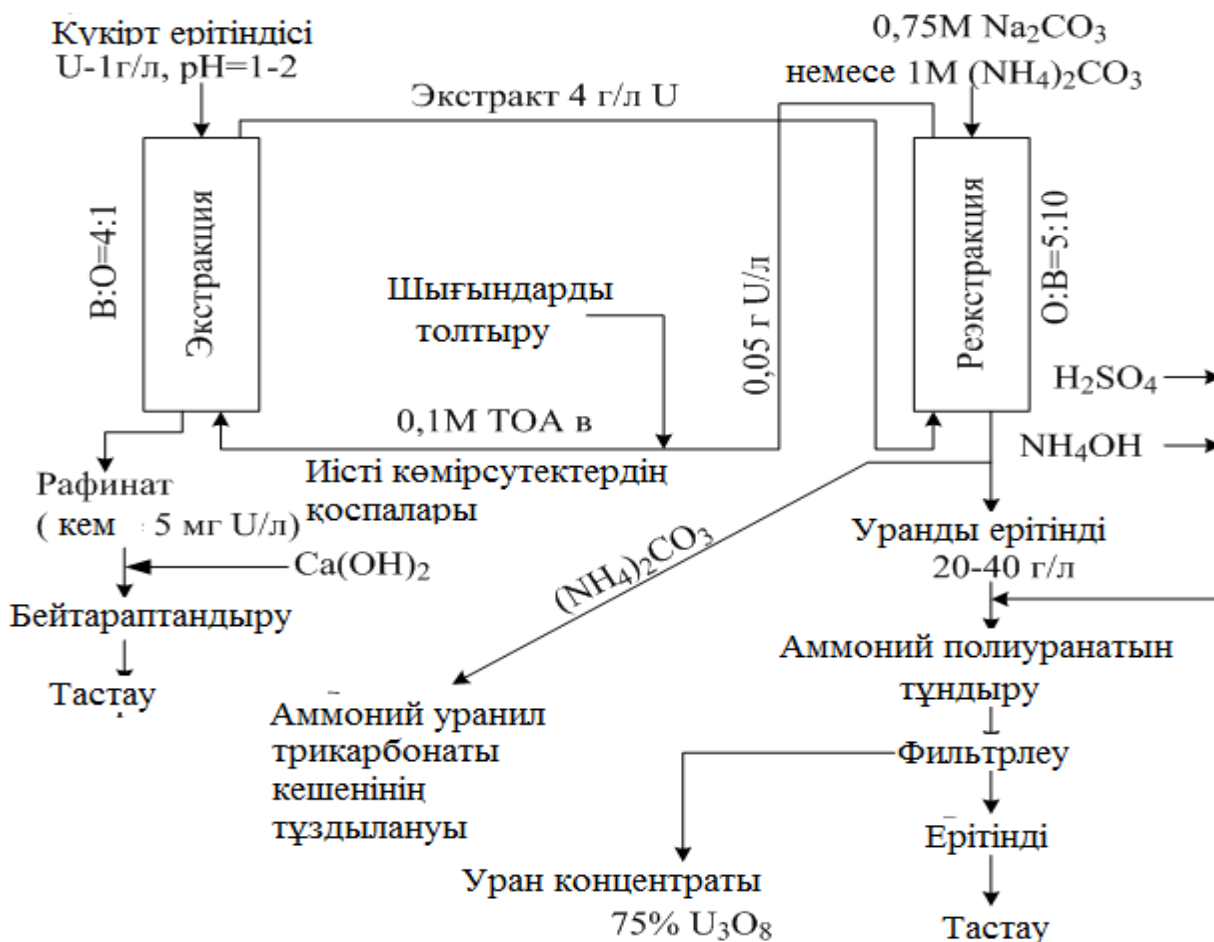 Күкірт ерітіндісі
U-1г/л, pH=1-2
0,75М Na₂CO₃
немесе 1М (NH₄)₂CO₃
Экстракт 4 г/л U
В:О=4:1
Экстракция
Шығындарды
толтыру
0,05 г U/л
Реэкстракция
О:В=5:10
H₂SO₄
NH₄OH
0,1М ТОА в
Иісті көмірсутектердің
қоспалары
Рафинат
( кем 5 мг U/л)
Ca(OH)₂
Бейтараптандыру
Тастау
(NH₄)₂CO₃
Аммоний уранил
трикарбонаты
кешенінің
тұздылануы
Уранды ерітінді
20-40 г/л
Аммоний полиуранатын
тұндыру
Фильтрлеу
Ерітінді
Тастау
Уран концентраты
75% U₃O₈